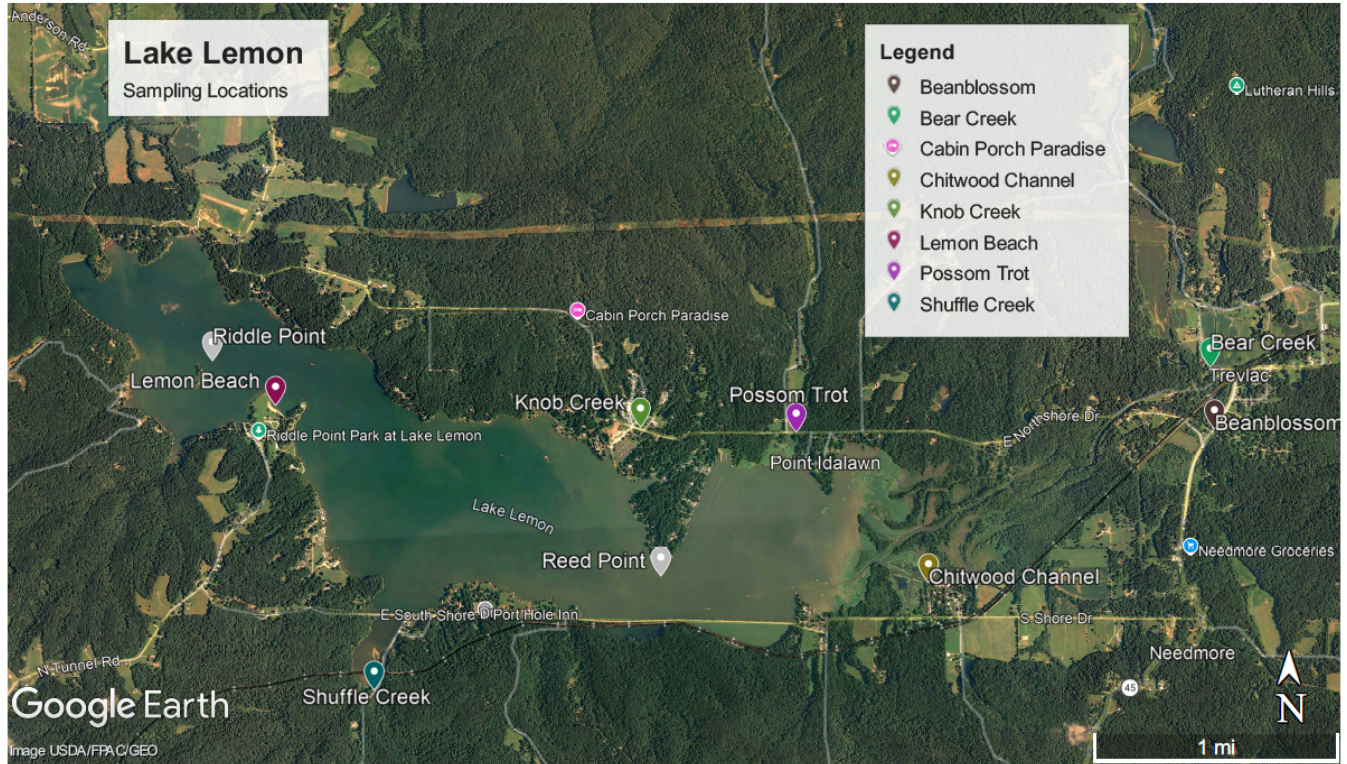 Anderson Rd
Lake Lemon
Sampling Locations
Legend
Beanblossom
Bear Creek
Cabin Porch Paradise
Chitwood Channel
Knob Creek
Lemon Beach
Possom Trot
Shuffle Creek
Lutheran Hills
Cabin Porch Paradise
Riddle Point
Bear Creek
Trevlac
Lemon Beach
Possom Trot
Knob Creek
E Northshore Dr
Beanblossom
Riddle Point Park at Lake Lemon
Point Idalawn
Lake Lemon
Needmore Groceries
Reed Point
Chitwood Channel
E South Shore Dr
Port Hole Inn
S Shore Dr
Needmore
N Tunnel Rd
Shuffle Creek
45
Google Earth
N
Image USDA/FPAC/GEO
1 mi